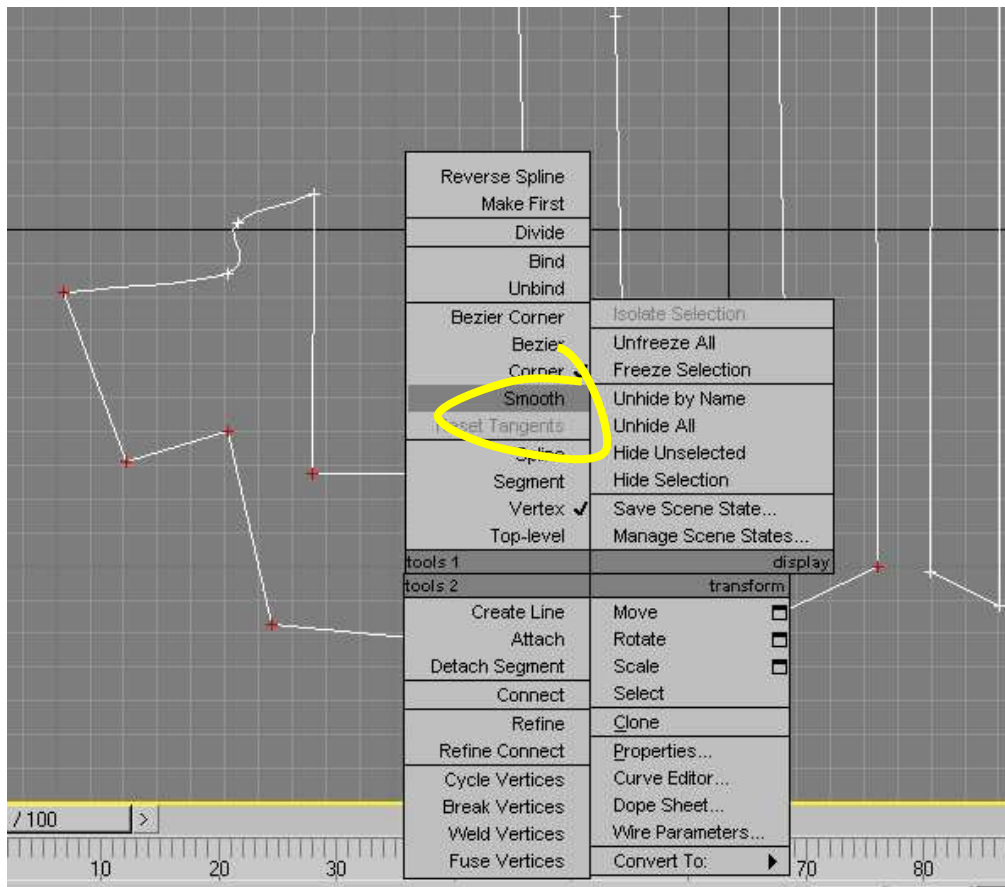 Reverse Spline
Make First
Divide
Bind
Unbind
Bezier Corner
Bezier
Corner
Smooth
Reset Tangents
Spline
Segment
Vertex
Top-level
tools 1
Isolate Selection
Unfreeze All
Freeze Selection
Unhide by Name
Unhide All
Hide Unselected
Hide Selection
Save Scene State...
Manage Scene States...
display
tools 2
Create Line
Attach
Detach Segment
Connect
Refine
Refine Connect
Cycle Vertices
Break Vertices
Weld Vertices
Fuse Vertices
transform
Move
Rotate
Scale
Select
Clone
Properties...
Curve Editor...
Dope Sheet...
Wire Parameters...
Convert To:
/ 100 >
10 20 30 70 80